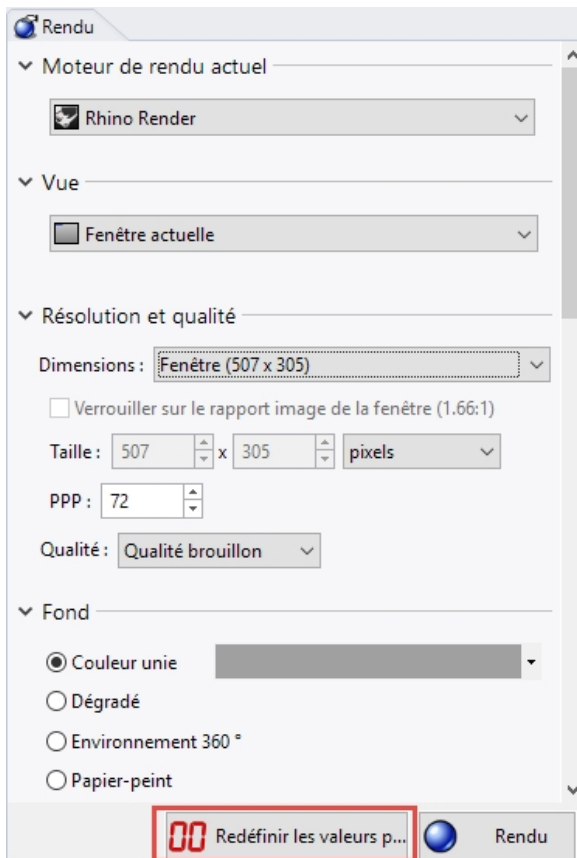 Rendu
Moteur de rendu actuel
Rhino Render
Vue
Fenêtre actuelle
Résolution et qualité
Dimensions : Fenêtre (507 x 305)
Verrouiller sur le rapport image de la fenêtre (1.66:1)
Taille : 507 x 305 pixels
PPP : 72
Qualité : Qualité brouillon
Fond
Couleur unie
Dégradé
Environnement 360 °
Papier-peint
00 Redéfinir les valeurs p... Rendu